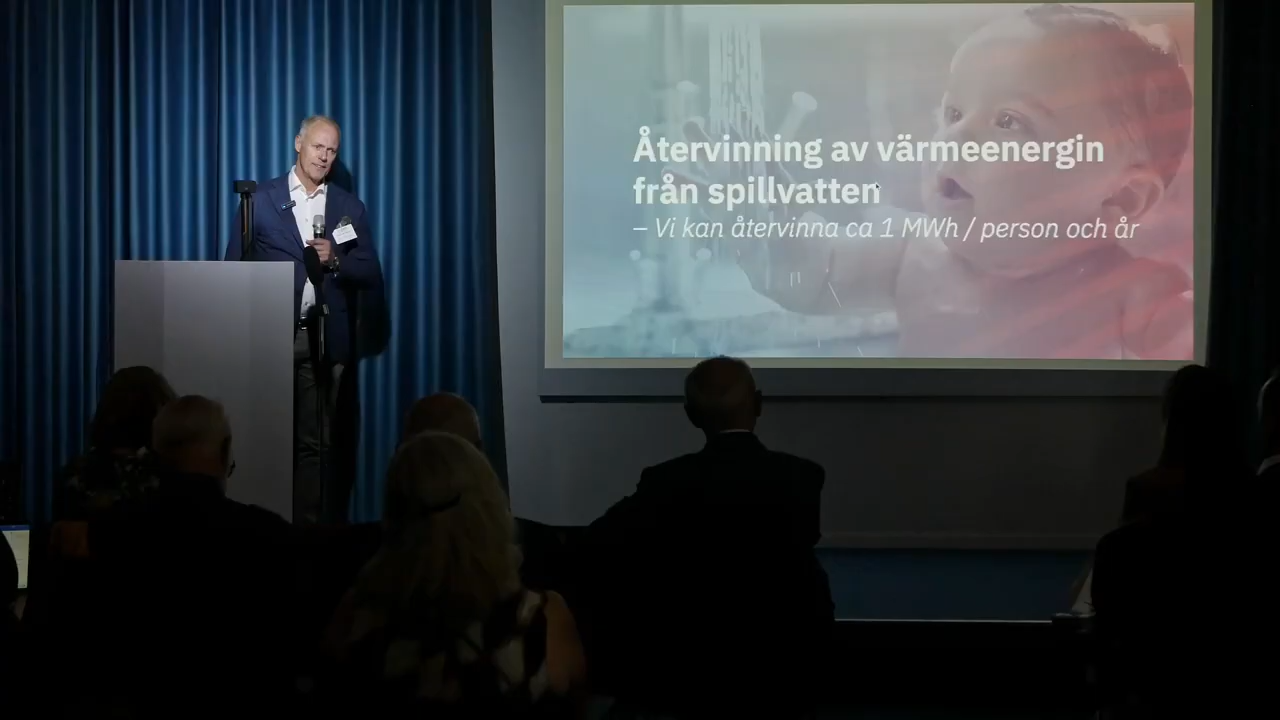 Återvinning av värmeenergin
från spillvatten
– Vi kan återvinna ca 1 MWh / person och år